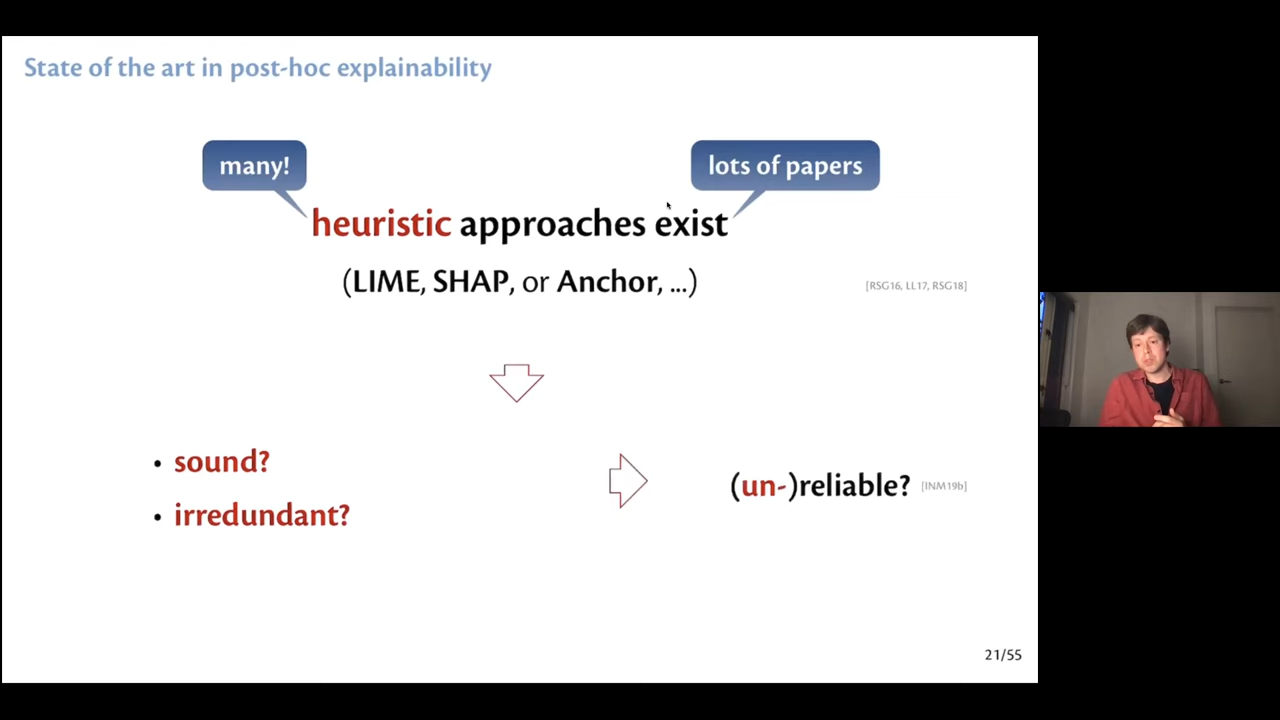 State of the art in post-hoc explainability
many!
lots of papers
heuristic approaches exist
(LIME, SHAP, or Anchor, ...)
[RSG16, LL17, RSG18]
• sound?
• irredundant?
(un-)reliable?
[INM19b]
21/55